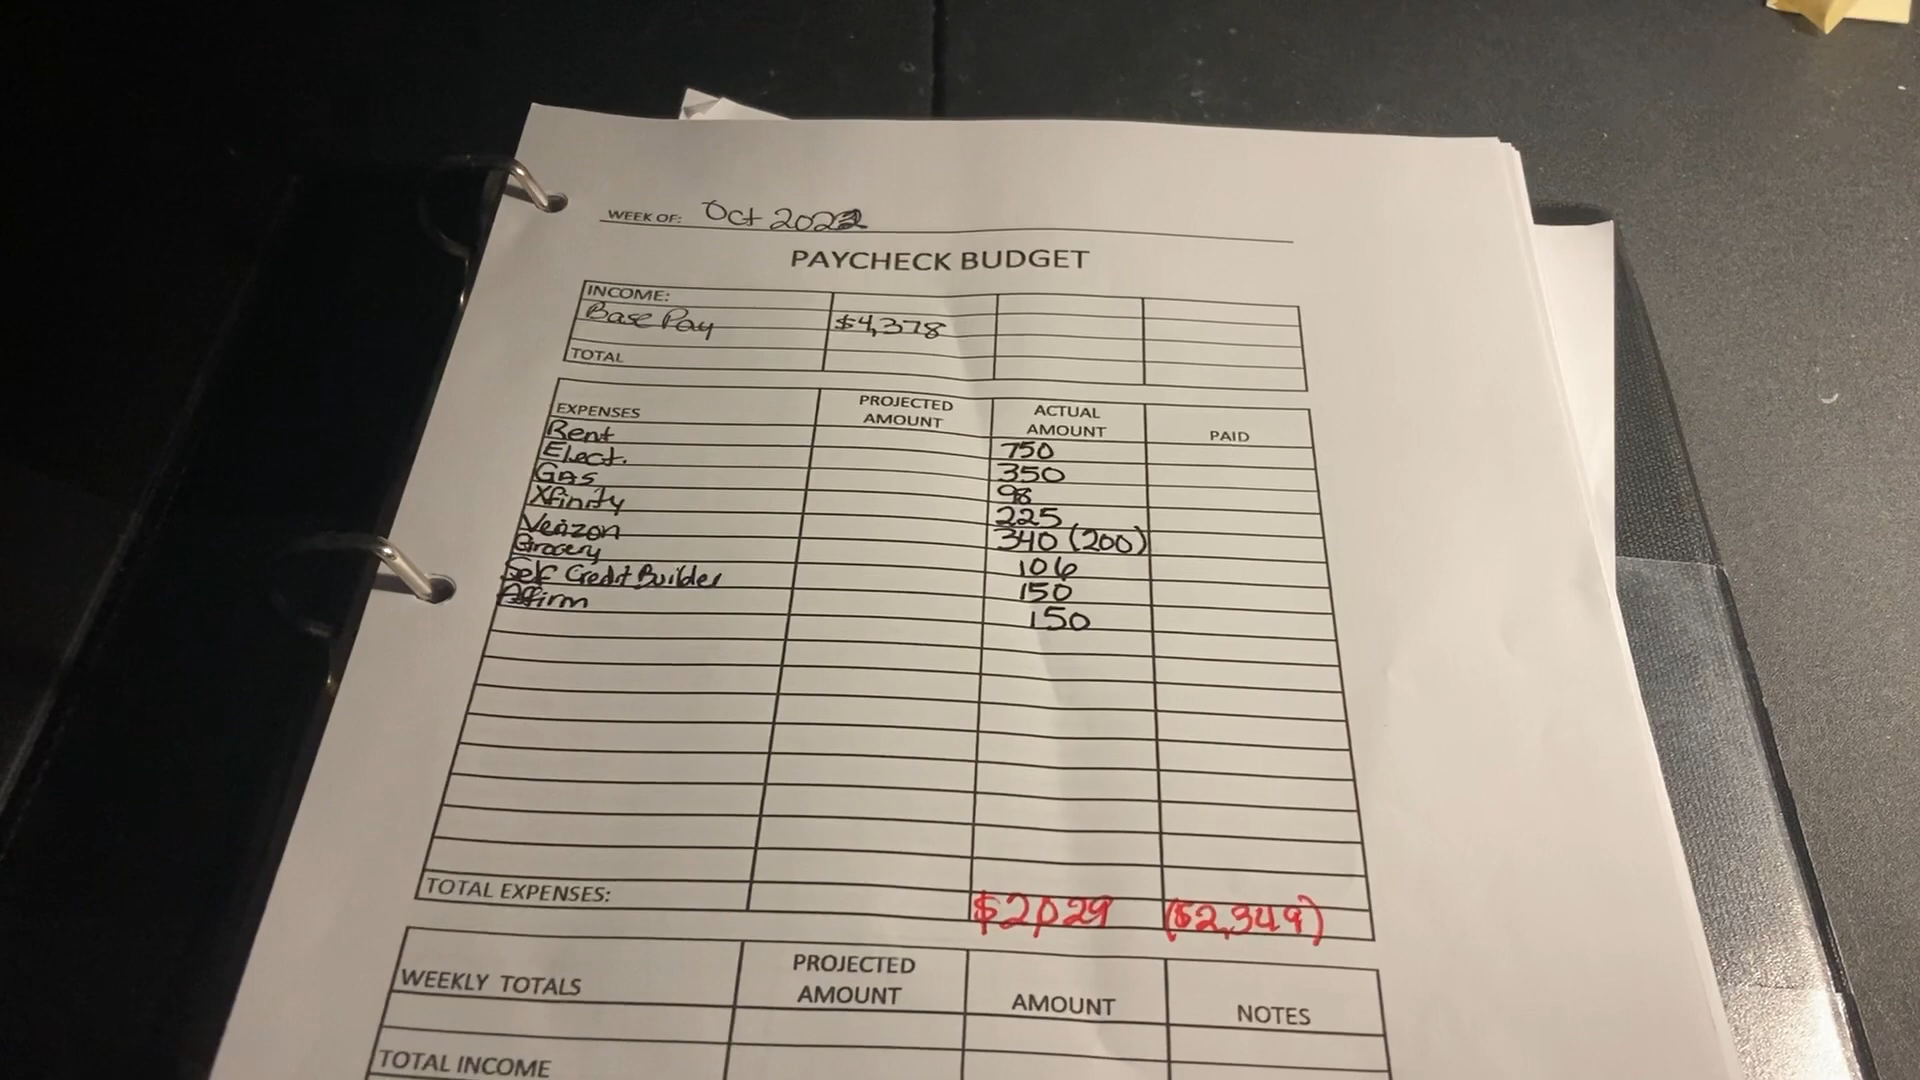 WEEK OF: Oct 2022
PAYCHECK BUDGET
INCOME:
Base Pay $4,378
TOTAL
EXPENSES PROJECTED AMOUNT ACTUAL AMOUNT PAID
Rent 750
Elect. 350
GAS 98
Xfinity 225
Verizon 340 (200)
Grocery 106
Self Credit Builder 150
Affirm 150
TOTAL EXPENSES: $2,029 ($2,349)
WEEKLY TOTALS PROJECTED AMOUNT AMOUNT NOTES
TOTAL INCOME